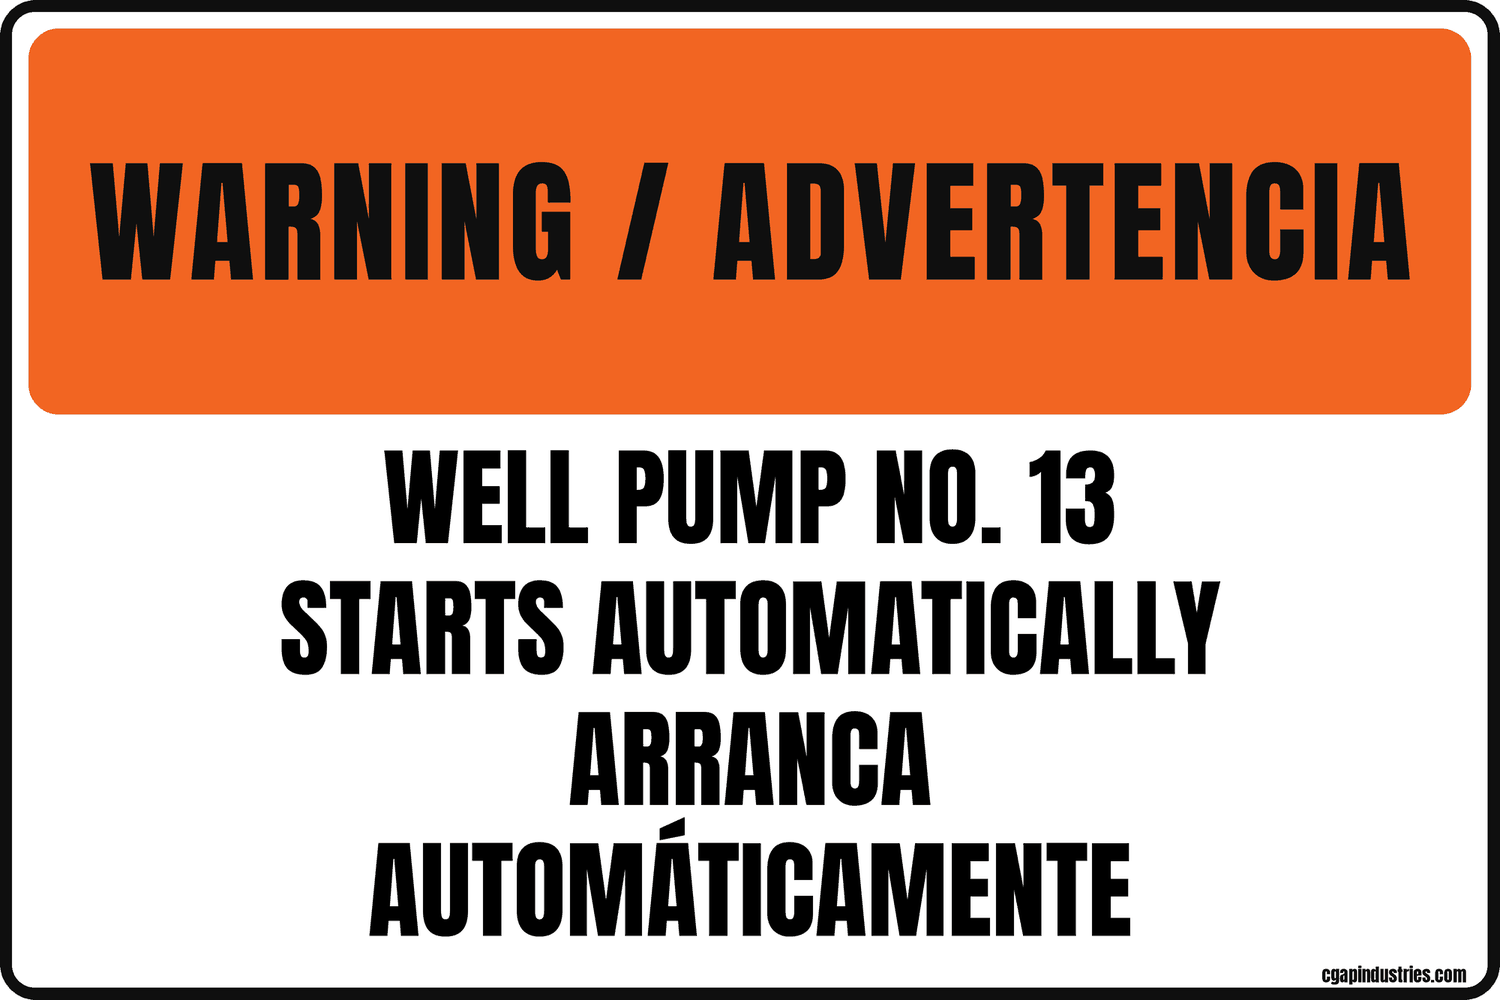 WARNING / ADVERTENCIA
WELL PUMP NO. 13
STARTS AUTOMATICALLY
ARRANCA
AUTOMÁTICAMENTE
cgapindustries.com